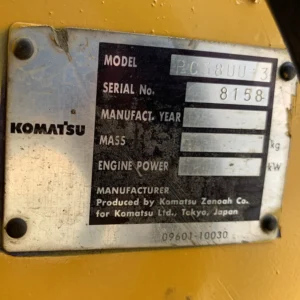 MODEL PC38UU-3
SERIAL No. 8158
MANUFACT. YEAR
KOMATSU
MASS kg
ENGINE POWER kW
MANUFACTURER
Produced by Komatsu Zenoah Co.
for Komatsu Ltd., Tokyo, Japan
09601-10030